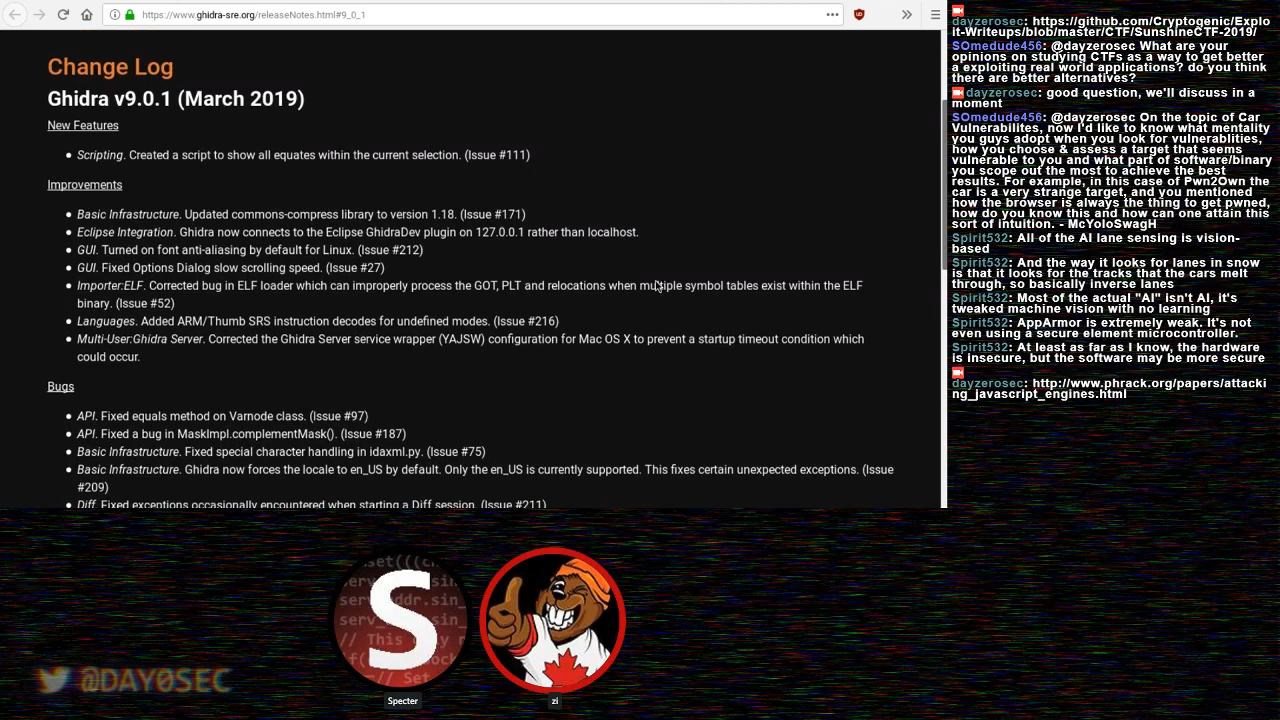 https://www.ghidra-sre.org/releaseNotes.html#9_0_1
Change Log
Ghidra v9.0.1 (March 2019)
New Features
Scripting. Created a script to show all equates within the current selection. (Issue #111)
Improvements
Basic Infrastructure. Updated commons-compress library to version 1.18. (Issue #171)
Eclipse Integration. Ghidra now connects to the Eclipse GhidraDev plugin on 127.0.0.1 rather than localhost.
GUI. Turned on font anti-aliasing by default for Linux. (Issue #212)
GUI. Fixed Options Dialog slow scrolling speed. (Issue #27)
Importer:ELF. Corrected bug in ELF loader which can improperly process the GOT, PLT and relocations when multiple symbol tables exist within the ELF
binary. (Issue #52)
Languages. Added ARM/Thumb SRS instruction decodes for undefined modes. (Issue #216)
Multi-User:Ghidra Server. Corrected the Ghidra Server service wrapper (YAJSW) configuration for Mac OS X to prevent a startup timeout condition which
could occur.
Bugs
API. Fixed equals method on Varnode class. (Issue #97)
API. Fixed a bug in MaskImpl.complementMask(). (Issue #187)
Basic Infrastructure. Fixed special character handling in idaxml.py. (Issue #75)
Basic Infrastructure. Ghidra now forces the locale to en_US by default. Only the en_US is currently supported. This fixes certain unexpected exceptions. (Issue
#209)
Diff. Fixed exceptions occasionally encountered when starting a Diff session. (Issue #211)
dayzerosec: https://github.com/Cryptogenic/Explo
it-Writeups/blob/master/CTF/SunshineCTF-2019/
SOmedude456: @dayzerosec What are your
opinions on studying CTFs as a way to get better
a exploiting real world applications? do you think
there are better alternatives?
dayzerosec: good question, we'll discuss in a
moment
SOmedude456: @dayzerosec On the topic of Car
Vulnerabilites, now I'd like to know what mentality
you guys adopt when you look for vulnerablities,
how you choose & assess a target that seems
vulnerable to you and what part of software/binary
you scope out the most to achieve the best
results. For example, in this case of Pwn2Own the
car is a very strange target, and you mentioned
how the browser is always the thing to get pwned,
how do you know this and how can one attain this
sort of intuition. - McYoloSwagH
Spirit532: All of the AI lane sensing is vision-
based
Spirit532: And the way it looks for lanes in snow
is that it looks for the tracks that the cars melt
through, so basically inverse lanes
Spirit532: Most of the actual "AI" isn't AI, it's
tweaked machine vision with no learning
Spirit532: AppArmor is extremely weak. It's not
even using a secure element microcontroller.
Spirit532: At least as far as I know, the hardware
is insecure, but the software may be more secure
dayzerosec: http://www.phrack.org/papers/attacki
ng_javascript_engines.html
S
@DAY0SEC
Specter
zi